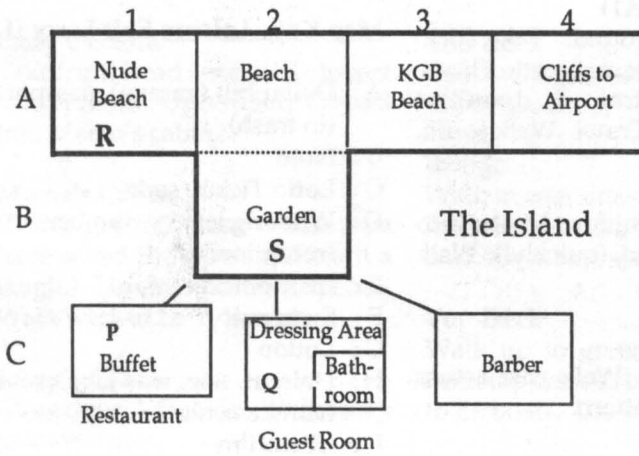 1 2 3 4
A
Nude Beach KGB Cliffs to
Beach Beach Airport
R
B
Garden The Island
S
C
P Dressing Area
Buffet Q Bath- Barber
room
Restaurant
Guest Room